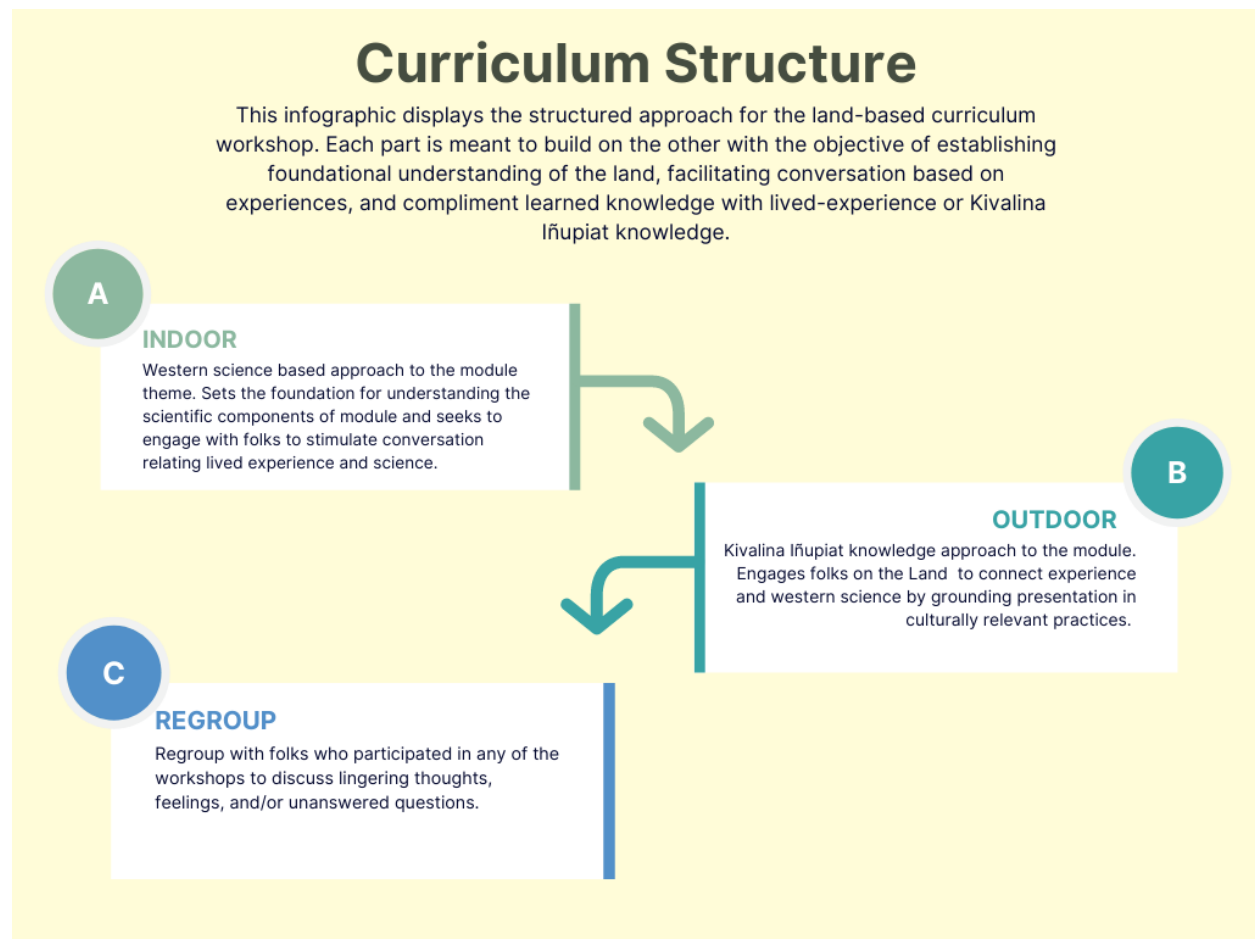 Curriculum Structure
This infographic displays the structured approach for the land-based curriculum
workshop. Each part is meant to build on the other with the objective of establishing
foundational understanding of the land, facilitating conversation based on
experiences, and compliment learned knowledge with lived-experience or Kivalina
Iñupiat knowledge.
A
INDOOR
Western science based approach to the module
theme. Sets the foundation for understanding the
scientific components of module and seeks to
engage with folks to stimulate conversation
relating lived experience and science.
B
OUTDOOR
Kivalina Iñupiat knowledge approach to the module.
Engages folks on the Land to connect experience
and western science by grounding presentation in
culturally relevant practices.
C
REGROUP
Regroup with folks who participated in any of the
workshops to discuss lingering thoughts,
feelings, and/or unanswered questions.